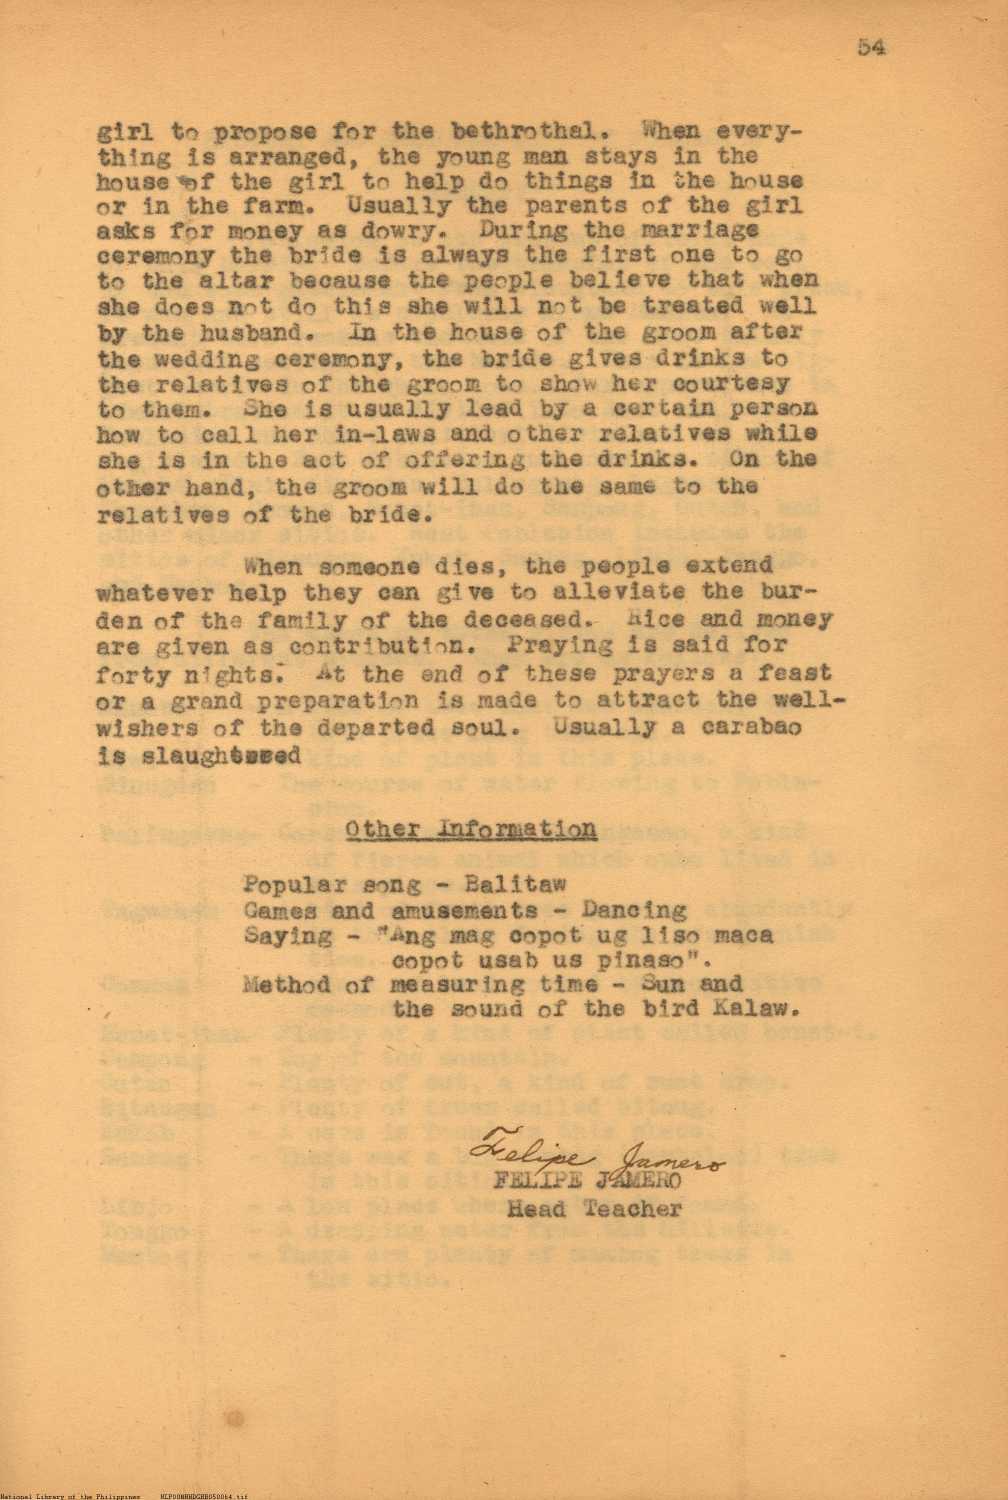 54
girl to propose for the bethrothal. When every-
thing is arranged, the young man stays in the
house of the girl to help do things in the house
or in the farm. Usually the parents of the girl
asks for money as dowry. During the marriage
ceremony the bride is always the first one to go
to the altar because the people believe that when
she does not do this she will not be treated well
by the husband. In the house of the groom after
the wedding ceremony, the bride gives drinks to
the relatives of the groom to show her courtesy
to them. She is usually lead by a certain person
how to call her in-laws and other relatives while
she is in the act of offering the drinks. On the
other hand, the groom will do the same to the
relatives of the bride.
When someone dies, the people extend
whatever help they can give to alleviate the bur-
den of the family of the deceased. Rice and money
are given as contribution. Praying is said for
forty nights. At the end of these prayers a feast
or a grand preparation is made to attract the well-
wishers of the departed soul. Usually a carabao
is slaughtered
Other Information
Popular song - Balitaw
Games and amusements - Dancing
Saying - "Ang mag copot ug liso maca
copot usab us pinaso".
Method of measuring time - Sun and
the sound of the bird Kalaw.
Felipe Jamero
FELIPE JAMERO
Head Teacher
National Library of the Philippines NLP00MNHDGHB050064.tif